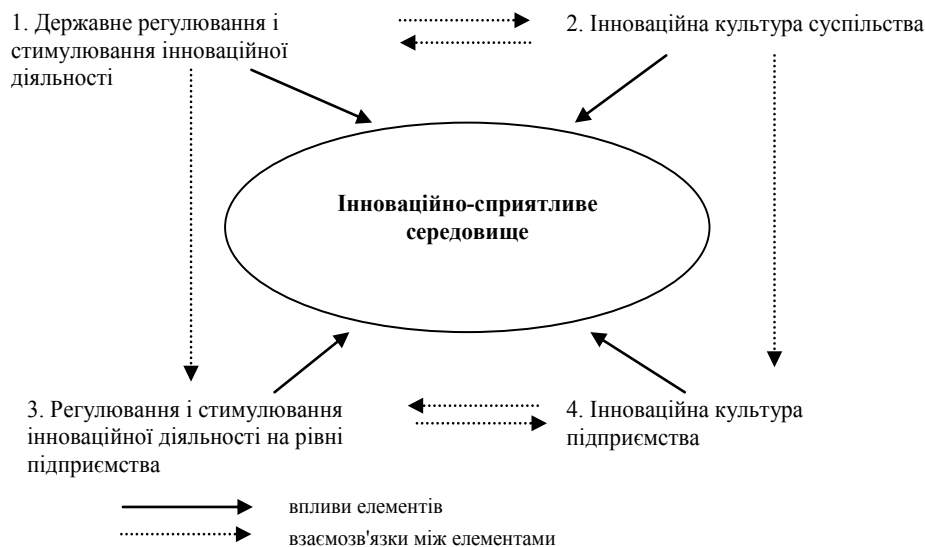 1. Державне регулювання і
стимулювання інноваційної
діяльності
2. Інноваційна культура суспільства
Інноваційно-сприятливе
середовище
3. Регулювання і стимулювання
інноваційної діяльності на рівні
підприємства
4. Інноваційна культура
підприємства
впливи елементів
взаємозв'язки між елементами